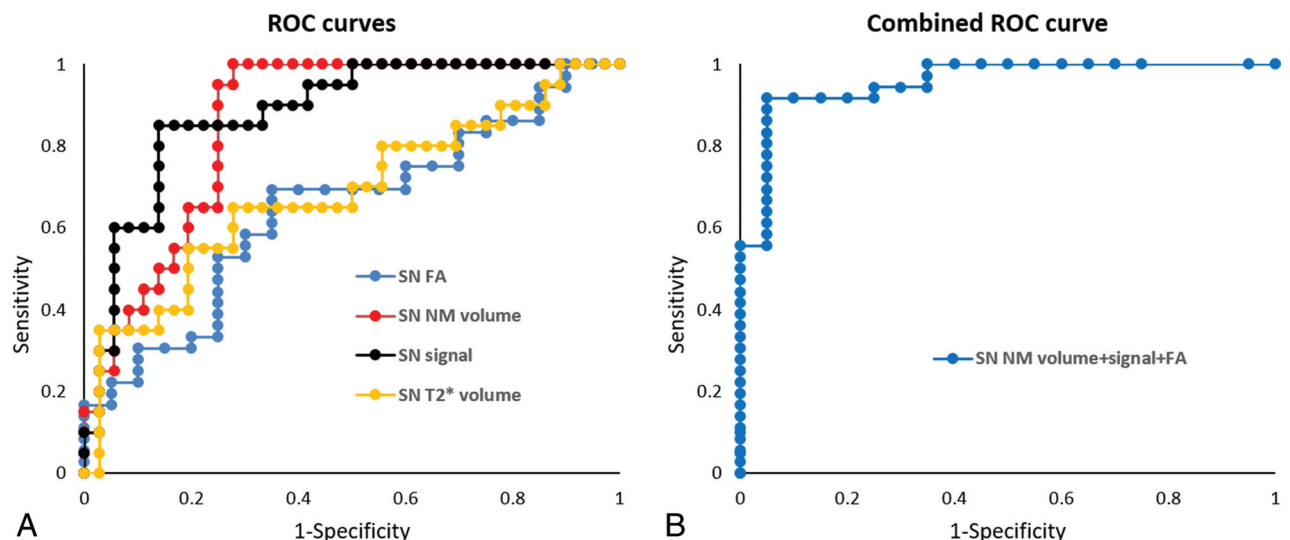 ROC curves
1
0.8
0.6
0.4
0.2
0
Sensitivity
SN FA
SN NM volume
SN signal
SN T2* volume
0 0.2 0.4 0.6 0.8 1
1-Specificity
A
Combined ROC curve
1
0.8
0.6
0.4
0.2
0
Sensitivity
SN NM volume+signal+FA
0 0.2 0.4 0.6 0.8 1
1-Specificity
B